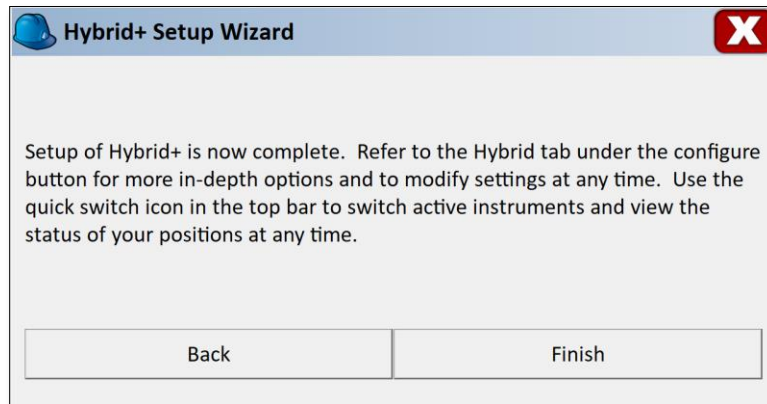 Hybrid+ Setup Wizard
X
Setup of Hybrid+ is now complete.  Refer to the Hybrid tab under the configure
button for more in-depth options and to modify settings at any time.  Use the
quick switch icon in the top bar to switch active instruments and view the
status of your positions at any time.
Back
Finish